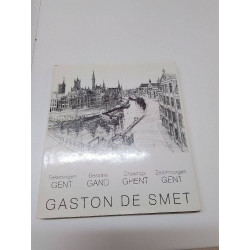 Tekeningen Dessins Drawings Zeichnungen
GENT GAND GHENT GENT
GASTON DE SMET